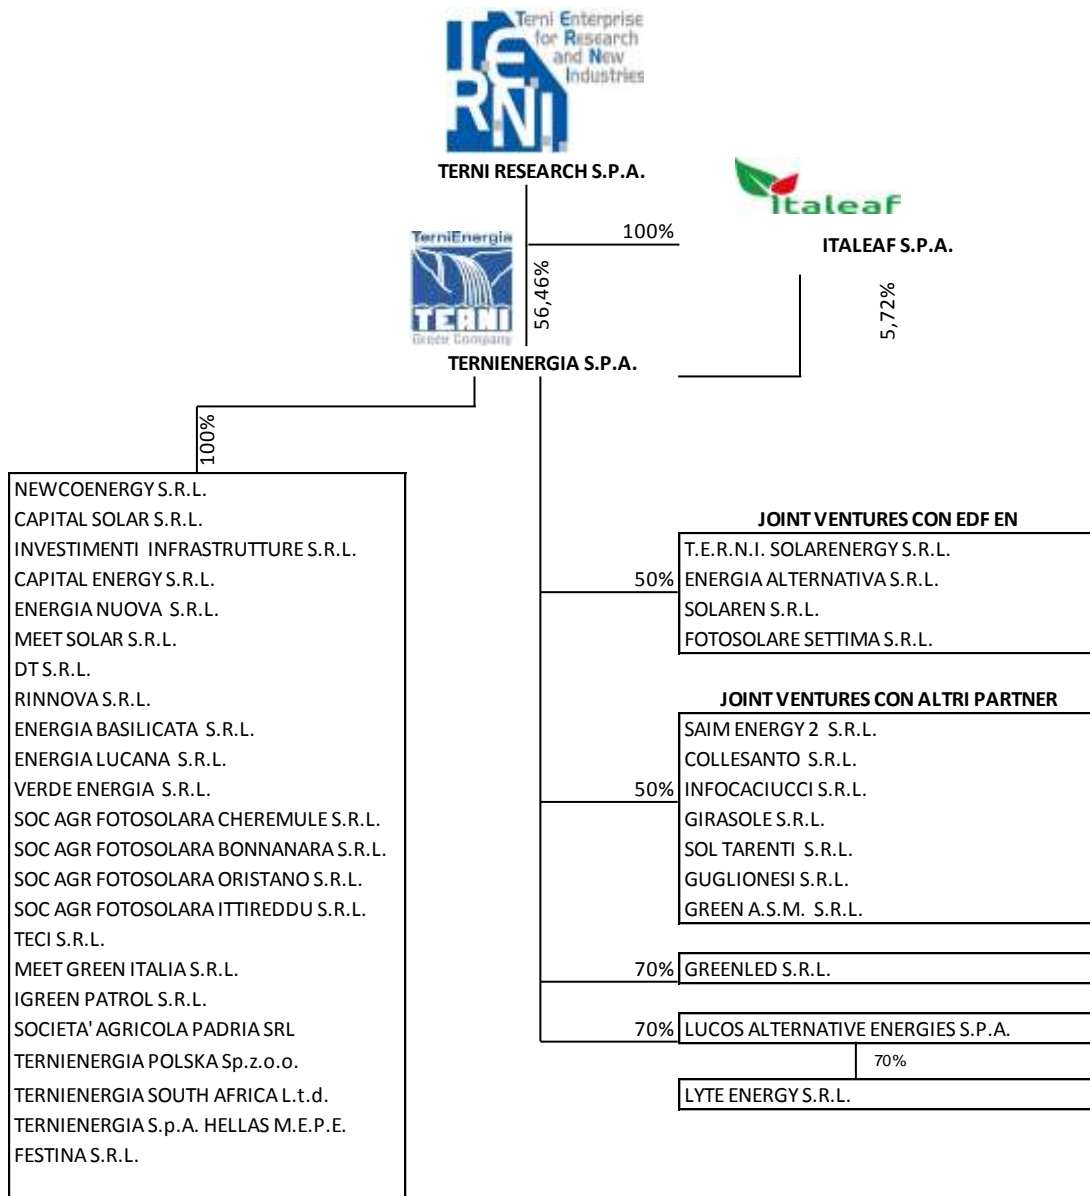 Terni Enterprise
for Research
and New
Industries
T.E.
R.N.I.
TERNI RESEARCH S.P.A.
italeaf
100%
ITALEAF S.P.A.
TerniEnergia
TERNI
Green Company
56,46%
5,72%
TERNIENERGIA S.P.A.
100%
NEWCOENERGY S.R.L.
CAPITAL SOLAR S.R.L.
INVESTIMENTI INFRASTRUTTURE S.R.L.
CAPITAL ENERGY S.R.L.
ENERGIA NUOVA S.R.L.
MEET SOLAR S.R.L.
DT S.R.L.
RINNOVA S.R.L.
ENERGIA BASILICATA S.R.L.
ENERGIA LUCANA S.R.L.
VERDE ENERGIA S.R.L.
SOC AGR FOTOSOLARA CHEREMULE S.R.L.
SOC AGR FOTOSOLARA BONNANARA S.R.L.
SOC AGR FOTOSOLARA ORISTANO S.R.L.
SOC AGR FOTOSOLARA ITTIREDDU S.R.L.
TECI S.R.L.
MEET GREEN ITALIA S.R.L.
IGREEN PATROL S.R.L.
SOCIETA' AGRICOLA PADRIA SRL
TERNIENERGIA POLSKA Sp.z.o.o.
TERNIENERGIA SOUTH AFRICA L.t.d.
TERNIENERGIA S.p.A. HELLAS M.E.P.E.
FESTINA S.R.L.
JOINT VENTURES CON EDF EN
T.E.R.N.I. SOLARENERGY S.R.L.
50% ENERGIA ALTERNATIVA S.R.L.
SOLAREN S.R.L.
FOTOSOLARE SETTIMA S.R.L.
JOINT VENTURES CON ALTRI PARTNER
SAIM ENERGY 2 S.R.L.
COLLESANTO S.R.L.
50% INFOCACIUCCI S.R.L.
GIRASOLE S.R.L.
SOL TARENTI S.R.L.
GUGLIONESI S.R.L.
GREEN A.S.M. S.R.L.
70% GREENLED S.R.L.
70% LUCOS ALTERNATIVE ENERGIES S.P.A.
70%
LYTE ENERGY S.R.L.